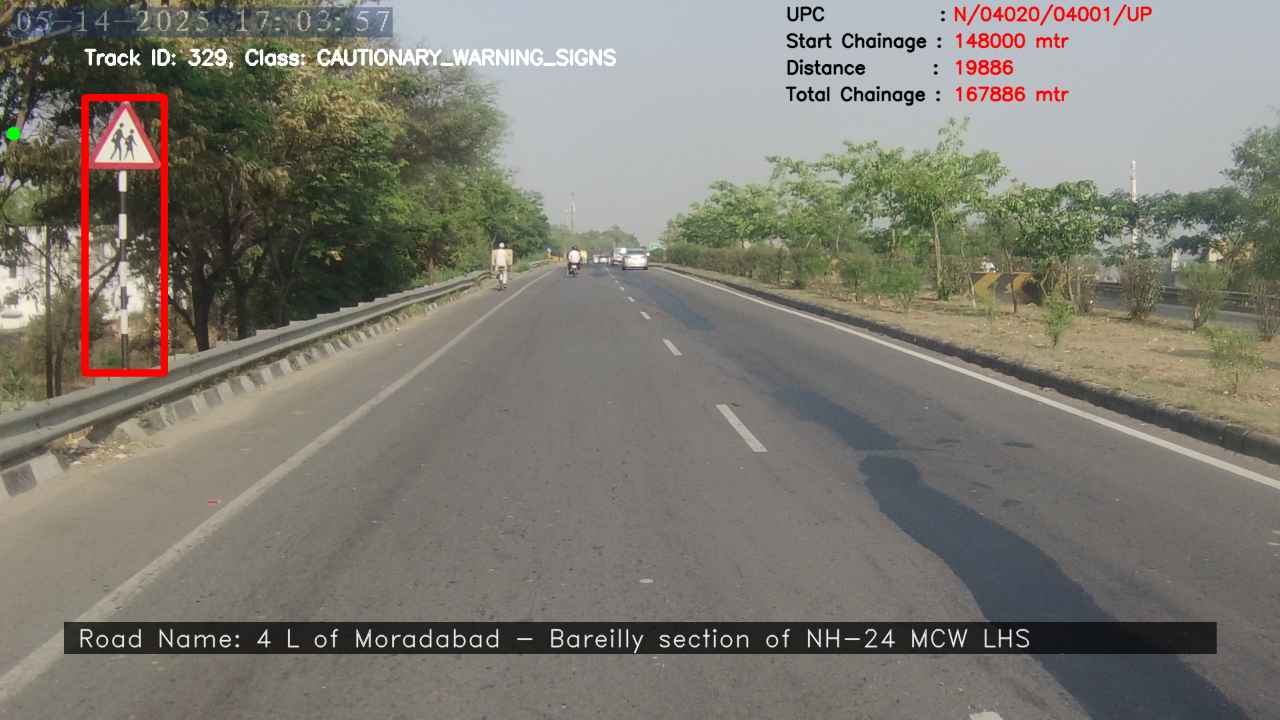 05-14-2025 17:03:57
Track ID: 329, Class: CAUTIONARY_WARNING_SIGNS
UPC : N/04020/04001/UP
Start Chainage : 148000 mtr
Distance : 19886
Total Chainage : 167886 mtr
Road Name: 4 L of Moradabad - Bareilly section of NH-24 MCW LHS